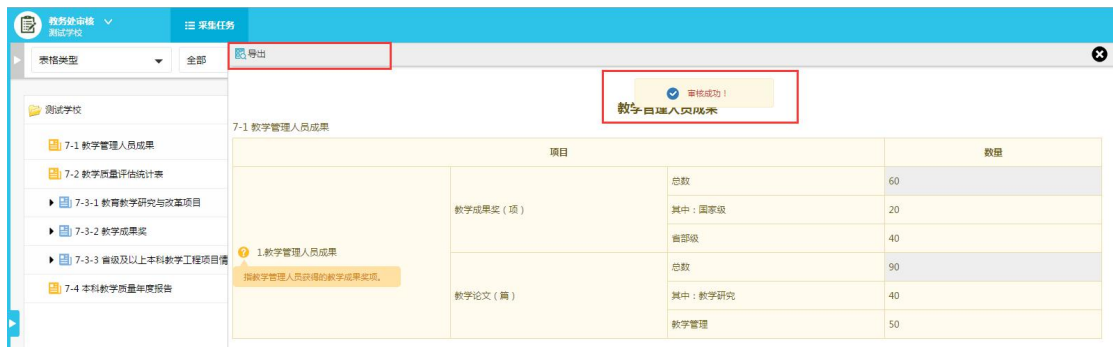 教务处审核
测试学校
采集任务
表格类型
全部
导出
审核成功！
教学管理人员成果
测试学校
7-1 教学管理人员成果
7-2 教学质量评估统计表
7-3-1 教育教学研究与改革项目
7-3-2 教学成果奖
7-3-3 省级及以上本科教学工程项目情
7-4 本科教学质量年度报告
7-1 教学管理人员成果
项目
数量
1.教学管理人员成果
指教学管理人员获得的教学成果奖项。
教学成果奖（项）
总数
60
其中：国家级
20
省部级
40
教学论文（篇）
总数
90
其中：教学研究
40
教学管理
50